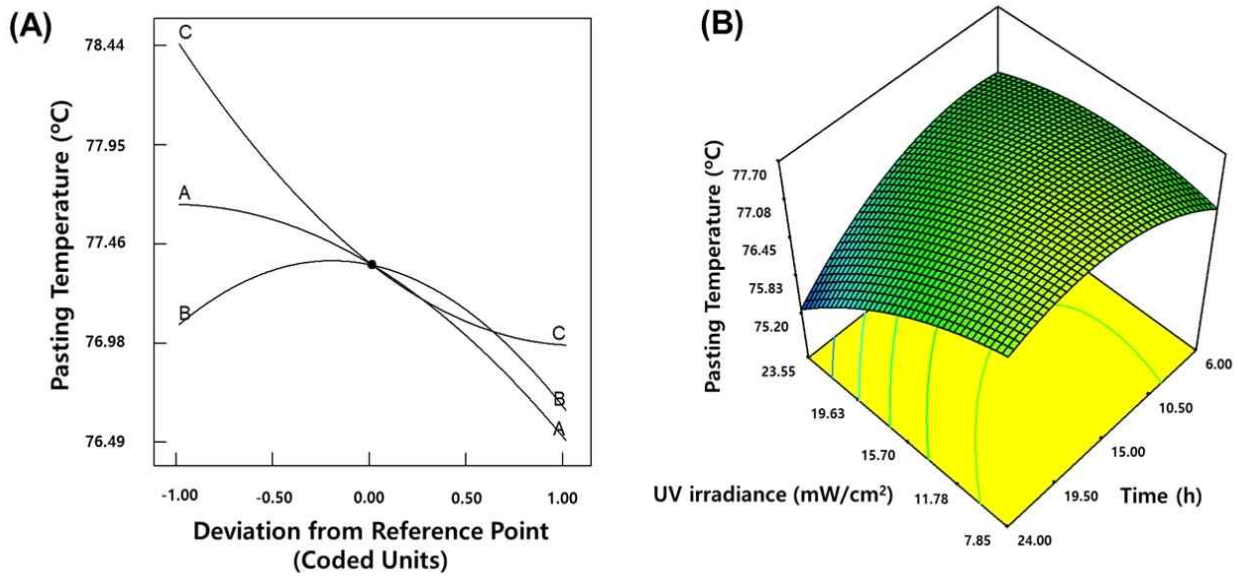 (A)
C
78.44
77.95
A
77.46
B
76.98
C
B
A
76.49
Pasting Temperature (ºC)
-1.00
-0.50
0.00
0.50
1.00
Deviation from Reference Point
(Coded Units)
(B)
77.70
77.08
76.45
75.83
75.20
Pasting Temperature (ºC)
23.55
19.63
15.70
11.78
7.85
UV irradiance (mW/cm²)
6.00
10.50
15.00
19.50
24.00
Time (h)